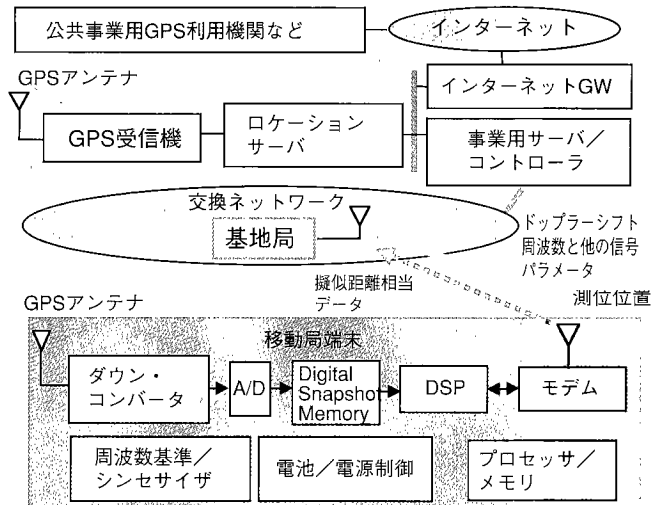 公共事業用GPS利用機関など
インターネット
GPSアンテナ
インターネットGW
GPS受信機
ロケーション
サーバ
事業用サーバ／
コントローラ
交換ネットワーク
基地局
ドップラーシフト
周波数と他の信号
パラメータ
擬似距離相当
データ
測位位置
GPSアンテナ
移動局端末
ダウン・
コンバータ
A/D
Digital
Snapshot
Memory
DSP
モデム
周波数基準／
シンセサイザ
電池／電源制御
プロセッサ／
メモリ